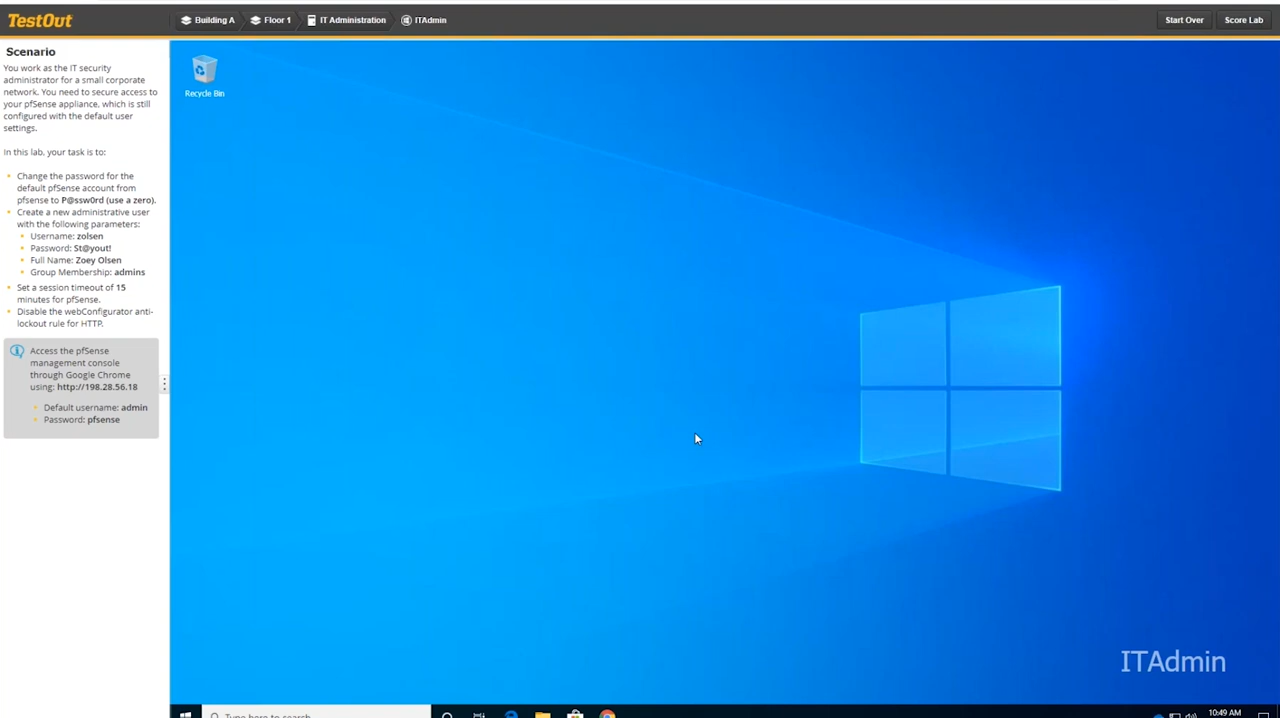 TestOut
Building A
Floor 1
IT Administration
ITAdmin
Start Over
Score Lab
Scenario
You work as the IT security
administrator for a small corporate
network. You need to secure access to
your pfSense appliance, which is still
configured with the default user
settings.
In this lab, your task is to:
Change the password for the
default pfSense account from
pfsense to P@ssw0rd (use a zero).
Create a new administrative user
with the following parameters:
Username: zolsen
Password: St@yout!
Full Name: Zoey Olsen
Group Membership: admins
Set a session timeout of 15
minutes for pfSense.
Disable the webConfigurator anti-
lockout rule for HTTP.
Access the pfSense
management console
through Google Chrome
using: http://198.28.56.18
Default username: admin
Password: pfsense
Recycle Bin
ITAdmin
Type here to search
10:49 AM